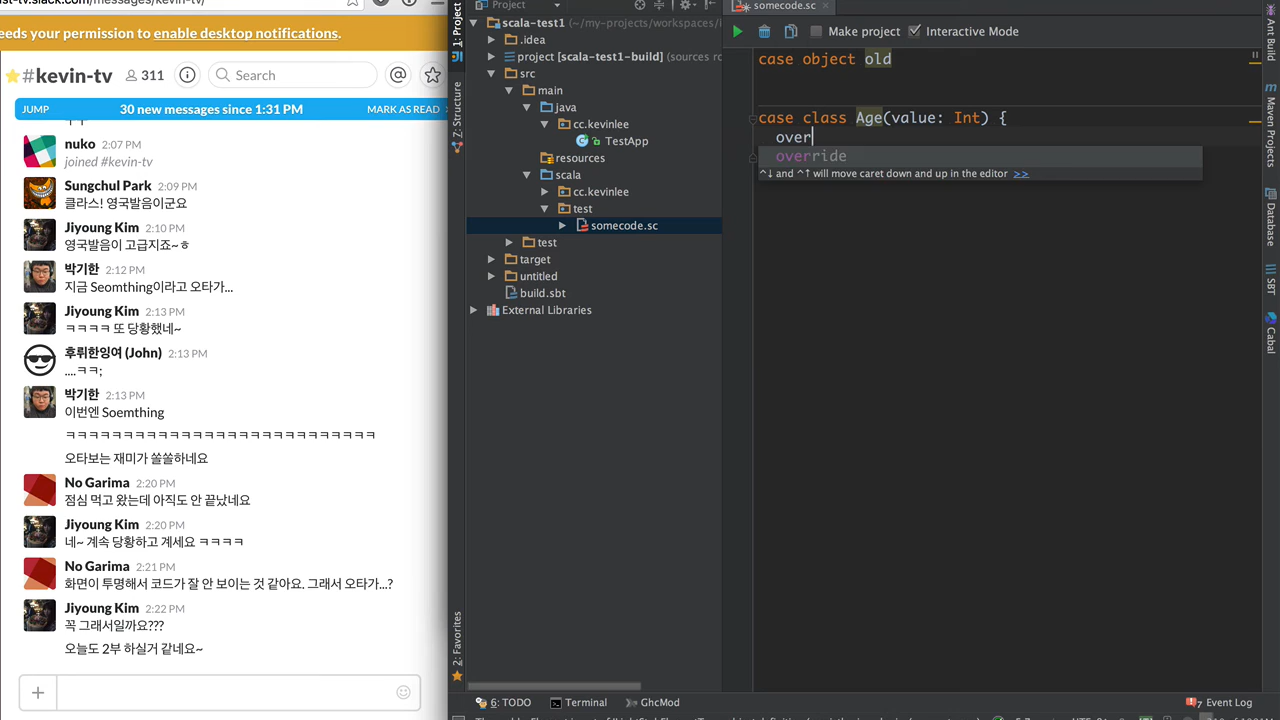 eeds your permission to enable desktop notifications.
#kevin-tv
311
Search
JUMP
30 new messages since 1:31 PM
MARK AS READ
nuko 2:07 PM
joined #kevin-tv
Sungchul Park 2:09 PM
클라스! 영국발음이군요
Jiyoung Kim 2:10 PM
영국발음이 고급지죠~ㅎ
박기한 2:12 PM
지금 Seomthing이라고 오타가...
Jiyoung Kim 2:13 PM
ㅋㅋㅋㅋ 또 당황했네~
후뤼한잉여 (John) 2:13 PM
....ㅋㅋ;
박기한 2:13 PM
이번엔 Soemthing
ㅋㅋㅋㅋㅋㅋㅋㅋㅋㅋㅋㅋㅋㅋㅋㅋㅋㅋㅋㅋㅋㅋㅋㅋㅋㅋㅋ
오타보는 재미가 쏠쏠하네요
No Garima 2:20 PM
점심 먹고 왔는데 아직도 안 끝났네요
Jiyoung Kim 2:20 PM
네~ 계속 당황하고 계세요 ㅋㅋㅋㅋ
No Garima 2:21 PM
화면이 투명해서 코드가 잘 안 보이는 것 같아요. 그래서 오타가...?
Jiyoung Kim 2:22 PM
꼭 그래서일까요???
오늘도 2부 하실거 같네요~
1: Project
7: Structure
2: Favorites
Project
scala-test1 (~/my-projects/workspaces/
.idea
project [scala-test1-build] (sources ro
src
main
java
cc.kevinlee
TestApp
resources
scala
cc.kevinlee
test
somecode.sc
test
target
untitled
build.sbt
External Libraries
somecode.sc
Make project
Interactive Mode
case object old
case class Age(value: Int) {
over
override
^↓ and ^↑ will move caret down and up in the editor >>
Ant Build
Maven Projects
Database
SBT
Cabal
6: TODO
Terminal
GhcMod
7 Event Log